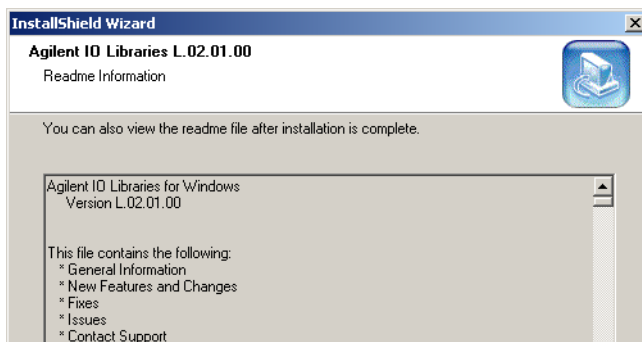 InstallShield Wizard
Agilent IO Libraries L.02.01.00
Readme Information
You can also view the readme file after installation is complete.
Agilent IO Libraries for Windows
Version L.02.01.00
This file contains the following:
* General Information
* New Features and Changes
* Fixes
* Issues
* Contact Support